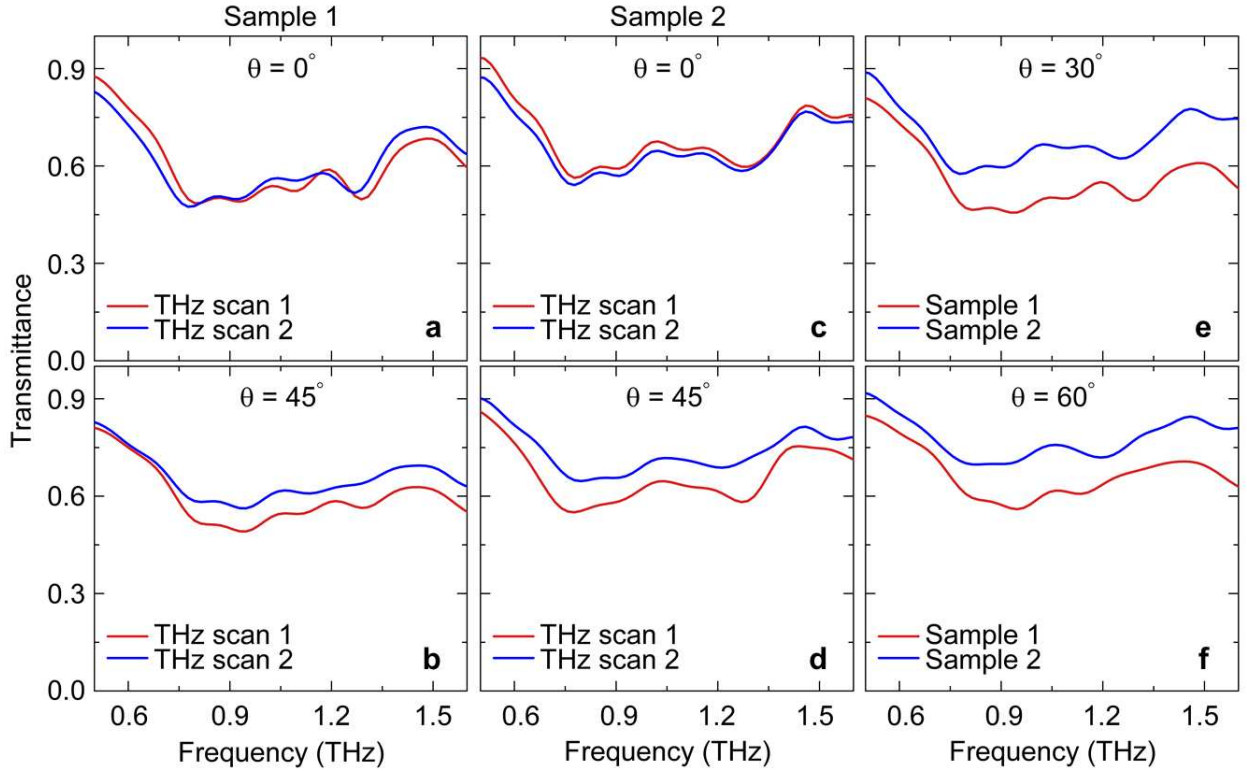 Sample 1
Sample 2
Transmittance
θ = 0°
0.9
0.6
0.3
0.0
THz scan 1
THz scan 2
a
θ = 0°
THz scan 1
THz scan 2
c
θ = 30°
Sample 1
Sample 2
e
θ = 45°
0.9
0.6
0.3
0.0
THz scan 1
THz scan 2
b
θ = 45°
THz scan 1
THz scan 2
d
θ = 60°
Sample 1
Sample 2
f
0.6 0.9 1.2 1.5
0.6 0.9 1.2 1.5
0.6 0.9 1.2 1.5
Frequency (THz)
Frequency (THz)
Frequency (THz)